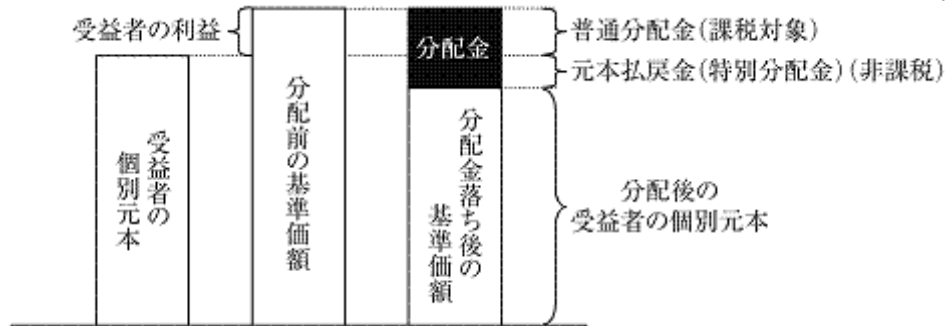 受益者の利益
受益者の
個別元本
分配前の基準価額
分配金
分配金落ち後の
基準価額
普通分配金(課税対象)
元本払戻金(特別分配金)(非課税)
分配後の
受益者の個別元本